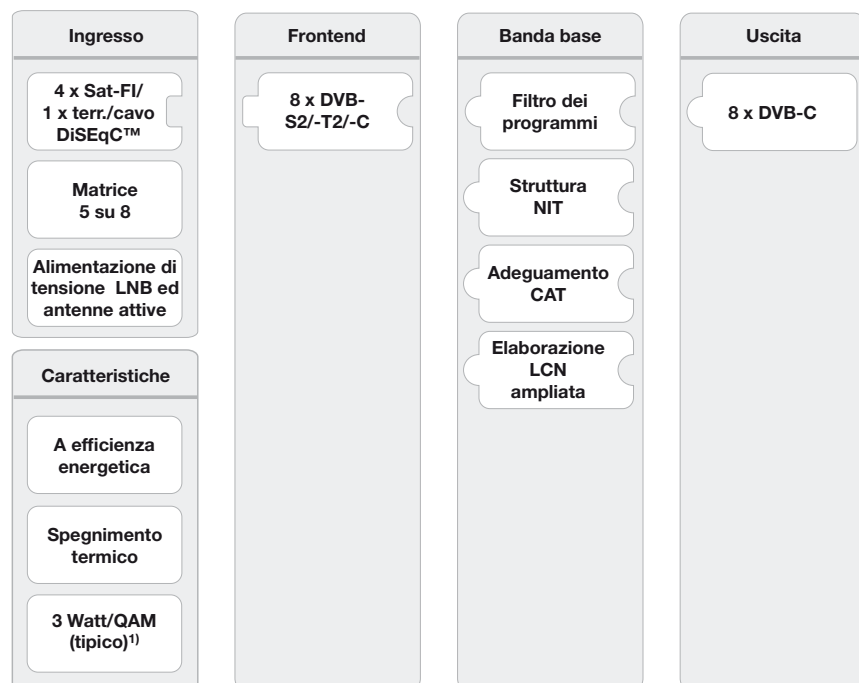 Ingresso
4 x Sat-FI/
1 x terr./cavo
DiSEqC™
Matrice
5 su 8
Alimentazione di
tensione LNB ed
antenne attive
Caratteristiche
A efficienza
energetica
Spegnimento
termico
3 Watt/QAM
(tipico)1)
Frontend
8 x DVB-
S2/-T2/-C
Banda base
Filtro dei
programmi
Struttura
NIT
Adeguamento
CAT
Elaborazione
LCN
ampliata
Uscita
8 x DVB-C